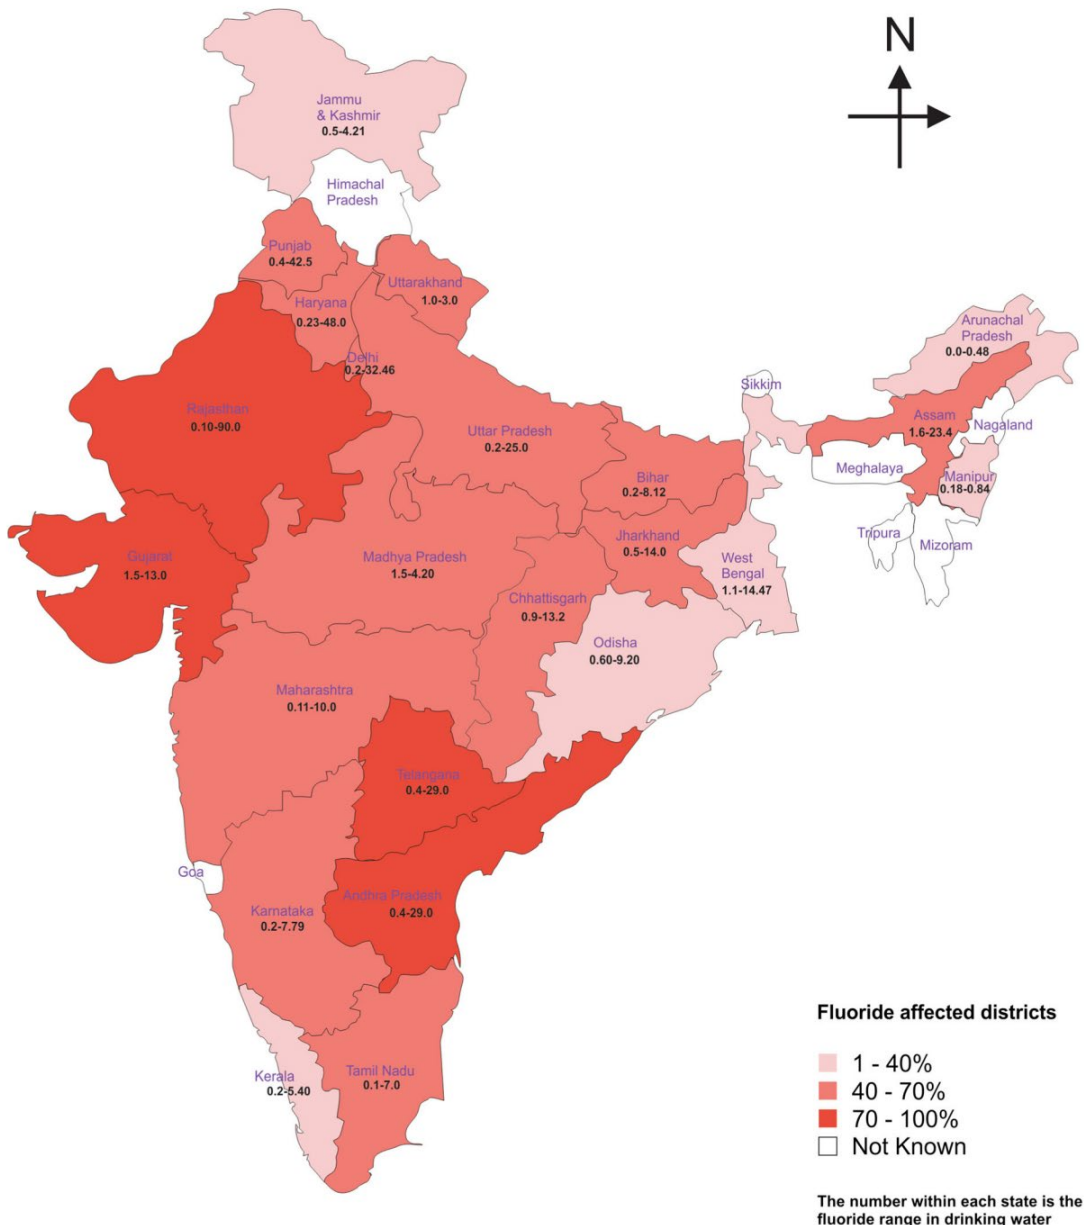 N
Jammu
& Kashmir
0.5-4.21
Himachal
Pradesh
Punjab
0.4-42.5
Uttarakhand
1.0-3.0
Haryana
0.23-48.0
Delhi
0.2-32.46
Arunachal
Pradesh
0.0-0.48
Sikkim
Rajasthan
0.10-90.0
Uttar Pradesh
0.2-25.0
Assam
1.6-23.4
Nagaland
Bihar
0.2-8.12
Meghalaya
Manipur
0.18-0.84
Gujarat
1.5-13.0
Madhya Pradesh
1.5-4.20
Jharkhand
0.5-14.0
Tripura
Mizoram
West
Bengal
1.1-14.47
Chhattisgarh
0.9-13.2
Odisha
0.60-9.20
Maharashtra
0.11-10.0
Telangana
0.4-29.0
Goa
Andhra Pradesh
0.4-29.0
Karnataka
0.2-7.79
Kerala
0.2-5.40
Tamil Nadu
0.1-7.0
Fluoride affected districts
1 - 40%
40 - 70%
70 - 100%
Not Known
The number within each state is the
fluoride range in drinking water